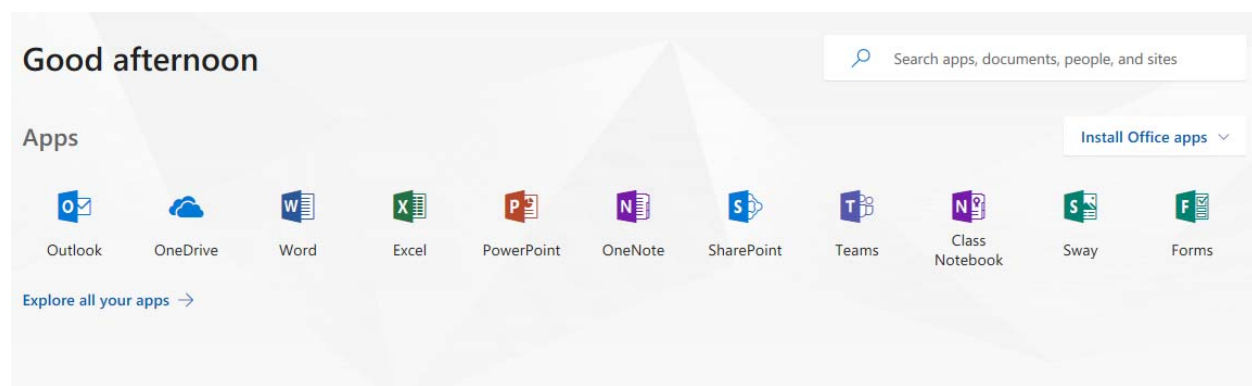 Good afternoon
Search apps, documents, people, and sites
Apps
Install Office apps
Outlook
OneDrive
Word
Excel
PowerPoint
OneNote
SharePoint
Teams
Class
Notebook
Sway
Forms
Explore all your apps →